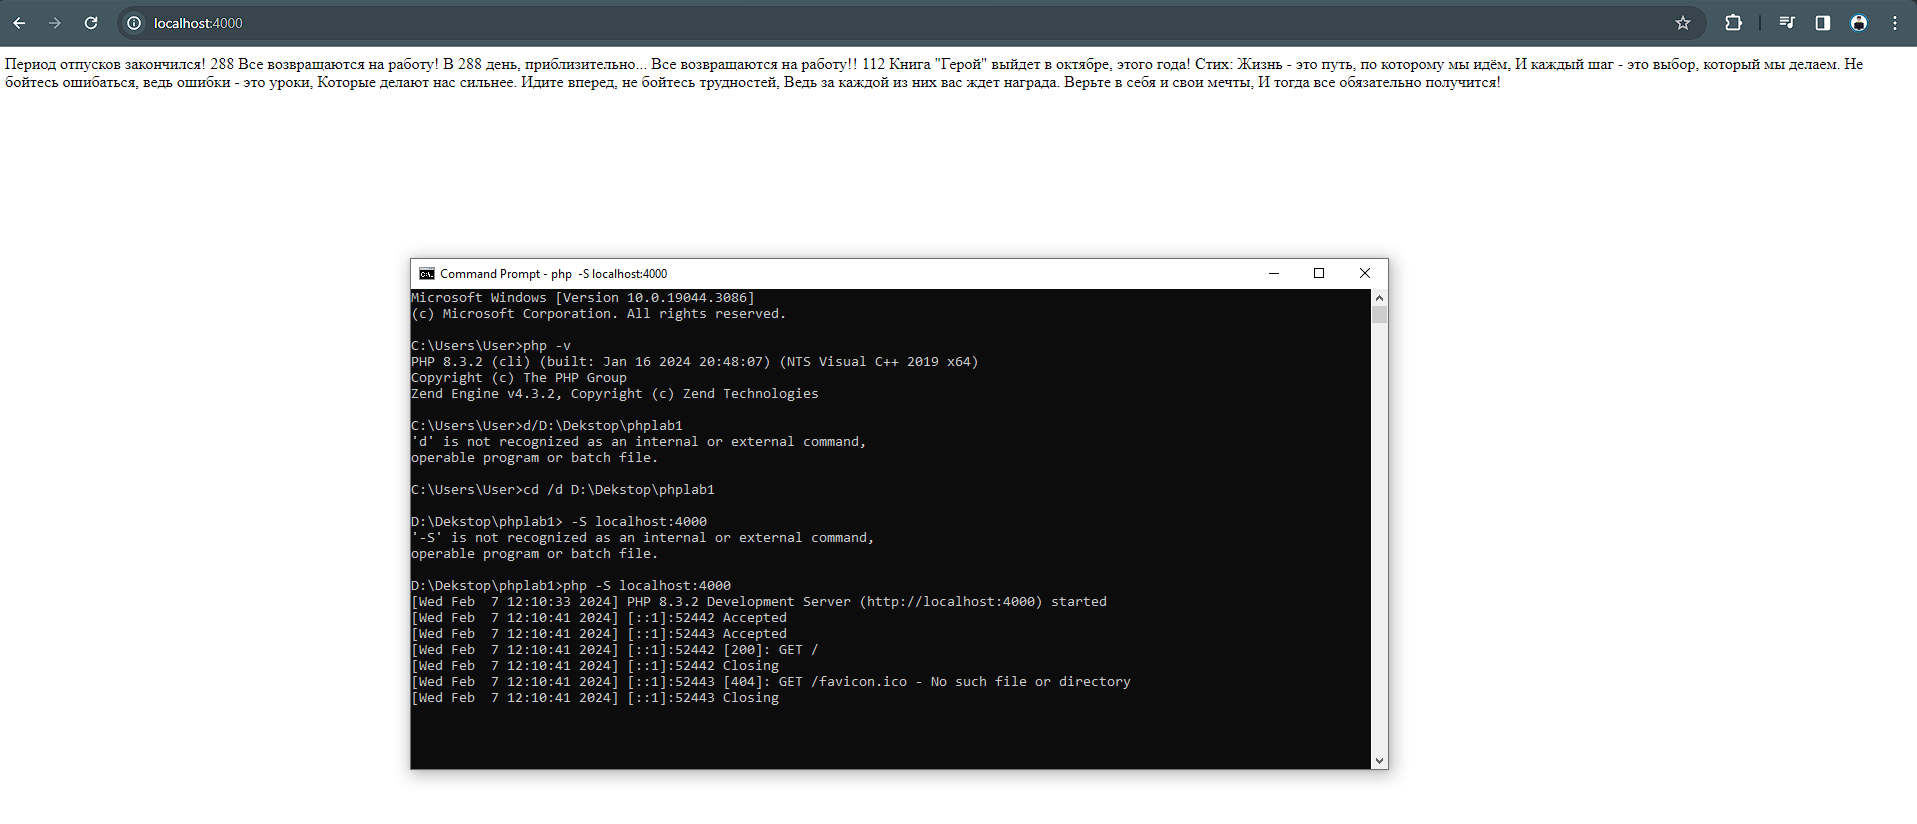 localhost:4000
Период отпусков закончился! 288 Все возвращаются на работу! В 288 день, приблизительно... Все возвращаются на работу!! 112 Книга "Герой" выйдет в октябре, этого года! Стих: Жизнь - это путь, по которому мы идём, И каждый шаг - это выбор, который мы делаем. Не
бойтесь ошибаться, ведь ошибки - это уроки, Которые делают нас сильнее. Идите вперед, не бойтесь трудностей, Ведь за каждой из них вас ждет награда. Верьте в себя и свои мечты, И тогда все обязательно получится!
Command Prompt - php  -S localhost:4000
Microsoft Windows [Version 10.0.19044.3086]
(c) Microsoft Corporation. All rights reserved.
C:\Users\User>php -v
PHP 8.3.2 (cli) (built: Jan 16 2024 20:48:07) (NTS Visual C++ 2019 x64)
Copyright (c) The PHP Group
Zend Engine v4.3.2, Copyright (c) Zend Technologies
C:\Users\User>d/D:\Dekstop\phplab1
'd' is not recognized as an internal or external command,
operable program or batch file.
C:\Users\User>cd /d D:\Dekstop\phplab1
D:\Dekstop\phplab1> -S localhost:4000
'-S' is not recognized as an internal or external command,
operable program or batch file.
D:\Dekstop\phplab1>php -S localhost:4000
[Wed Feb  7 12:10:33 2024] PHP 8.3.2 Development Server (http://localhost:4000) started
[Wed Feb  7 12:10:41 2024] [::1]:52442 Accepted
[Wed Feb  7 12:10:41 2024] [::1]:52443 Accepted
[Wed Feb  7 12:10:41 2024] [::1]:52442 [200]: GET /
[Wed Feb  7 12:10:41 2024] [::1]:52442 Closing
[Wed Feb  7 12:10:41 2024] [::1]:52443 [404]: GET /favicon.ico - No such file or directory
[Wed Feb  7 12:10:41 2024] [::1]:52443 Closing